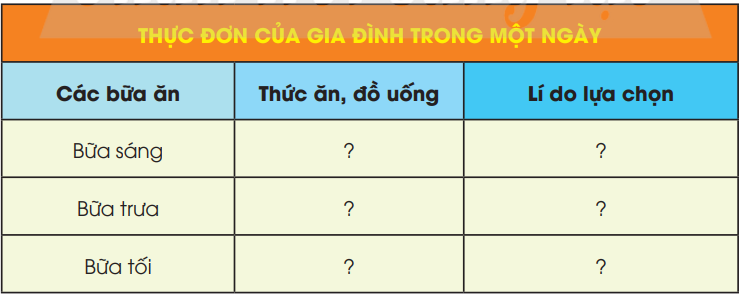 THỰC ĐƠN CỦA GIA ĐÌNH TRONG MỘT NGÀY
Các bữa ăn Thức ăn, đồ uống Lí do lựa chọn
Bữa sáng ? ?
Bữa trưa ? ?
Bữa tối ? ?